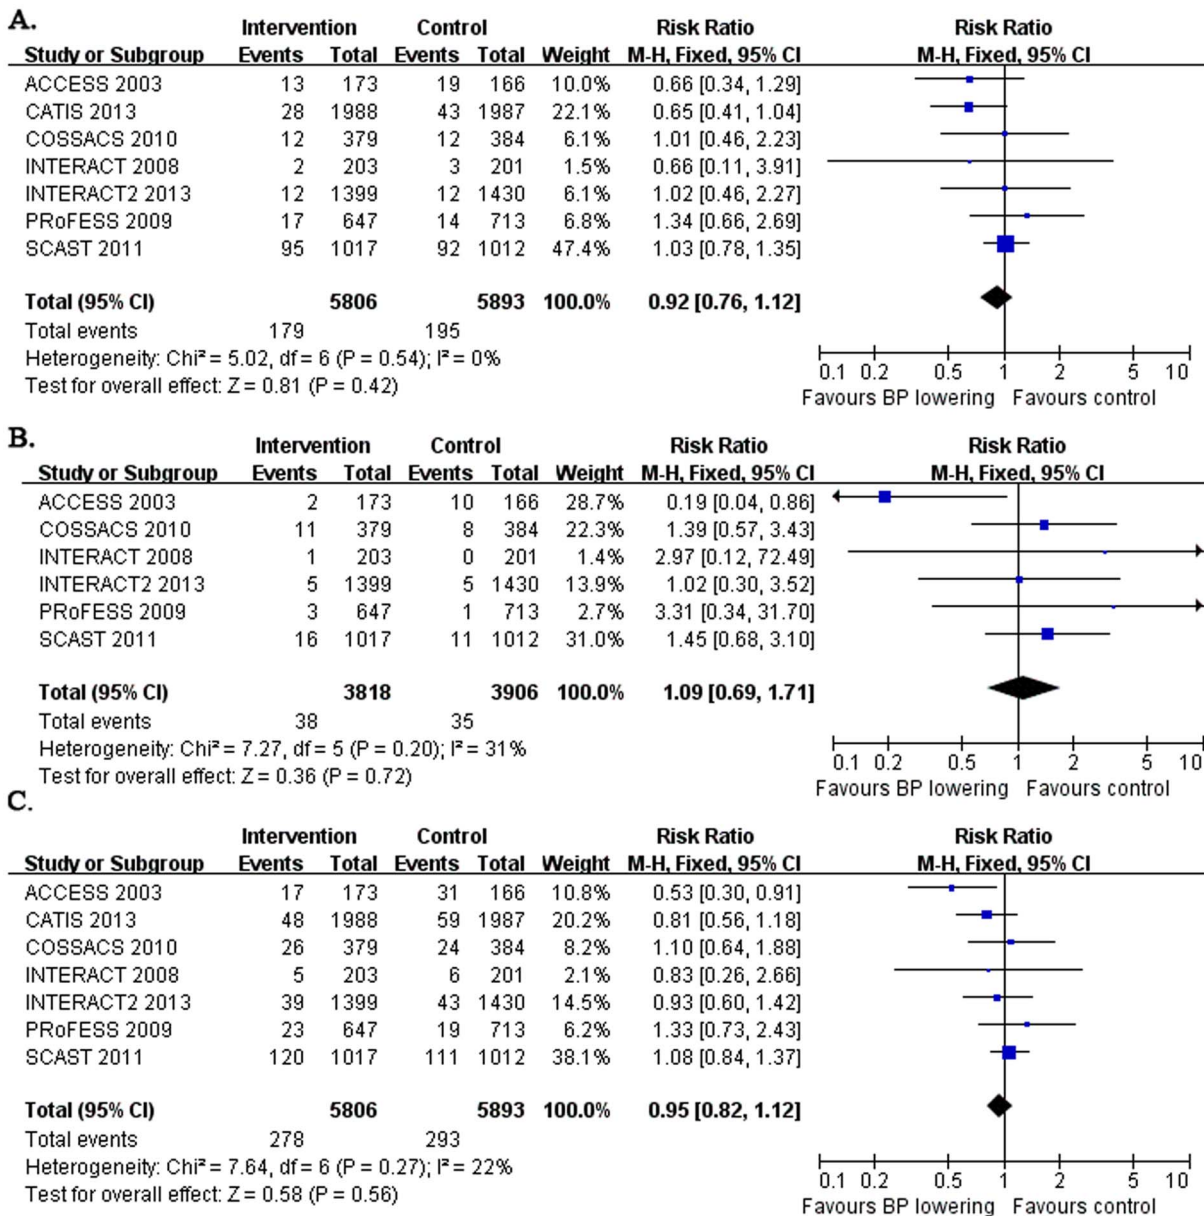 A.
Intervention Control Risk Ratio Risk Ratio
Study or Subgroup Events Total Events Total Weight M-H, Fixed, 95% CI M-H, Fixed, 95% CI
ACCESS 2003 13 173 19 166 10.0% 0.66 [0.34, 1.29]
CATIS 2013 28 1988 43 1987 22.1% 0.65 [0.41, 1.04]
COSSACS 2010 12 379 12 384 6.1% 1.01 [0.46, 2.23]
INTERACT 2008 2 203 3 201 1.5% 0.66 [0.11, 3.91]
INTERACT2 2013 12 1399 12 1430 6.1% 1.02 [0.46, 2.27]
PRoFESS 2009 17 647 14 713 6.8% 1.34 [0.66, 2.69]
SCAST 2011 95 1017 92 1012 47.4% 1.03 [0.78, 1.35]
Total (95% CI) 5806 5893 100.0% 0.92 [0.76, 1.12]
Total events 179 195
Heterogeneity: Chi² = 5.02, df = 6 (P = 0.54); I² = 0%
Test for overall effect: Z = 0.81 (P = 0.42)
0.1 0.2 0.5 1 2 5 10
Favours BP lowering Favours control
B.
Intervention Control Risk Ratio Risk Ratio
Study or Subgroup Events Total Events Total Weight M-H, Fixed, 95% CI M-H, Fixed, 95% CI
ACCESS 2003 2 173 10 166 28.7% 0.19 [0.04, 0.86]
COSSACS 2010 11 379 8 384 22.3% 1.39 [0.57, 3.43]
INTERACT 2008 1 203 0 201 1.4% 2.97 [0.12, 72.49]
INTERACT2 2013 5 1399 5 1430 13.9% 1.02 [0.30, 3.52]
PRoFESS 2009 3 647 1 713 2.7% 3.31 [0.34, 31.70]
SCAST 2011 16 1017 11 1012 31.0% 1.45 [0.68, 3.10]
Total (95% CI) 3818 3906 100.0% 1.09 [0.69, 1.71]
Total events 38 35
Heterogeneity: Chi² = 7.27, df = 5 (P = 0.20); I² = 31%
Test for overall effect: Z = 0.36 (P = 0.72)
0.1 0.2 0.5 1 2 5 10
Favours BP lowering Favours control
C.
Intervention Control Risk Ratio Risk Ratio
Study or Subgroup Events Total Events Total Weight M-H, Fixed, 95% CI M-H, Fixed, 95% CI
ACCESS 2003 17 173 31 166 10.8% 0.53 [0.30, 0.91]
CATIS 2013 48 1988 59 1987 20.2% 0.81 [0.56, 1.18]
COSSACS 2010 26 379 24 384 8.2% 1.10 [0.64, 1.88]
INTERACT 2008 5 203 6 201 2.1% 0.83 [0.26, 2.66]
INTERACT2 2013 39 1399 43 1430 14.5% 0.93 [0.60, 1.42]
PRoFESS 2009 23 647 19 713 6.2% 1.33 [0.73, 2.43]
SCAST 2011 120 1017 111 1012 38.1% 1.08 [0.84, 1.37]
Total (95% CI) 5806 5893 100.0% 0.95 [0.82, 1.12]
Total events 278 293
Heterogeneity: Chi² = 7.64, df = 6 (P = 0.27); I² = 22%
Test for overall effect: Z = 0.58 (P = 0.56)
0.1 0.2 0.5 1 2 5 10
Favours BP lowering Favours control